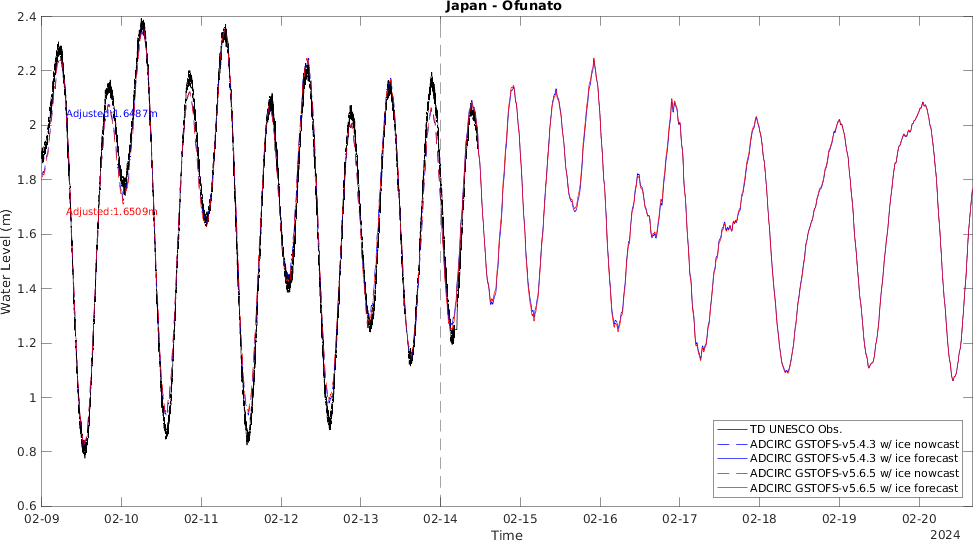 Japan - Ofunato
Water Level (m)
2.4
2.2
2
1.8
1.6
1.4
1.2
1
0.8
0.6
Adjusted:1.6487m
Adjusted:1.6509m
TD UNESCO Obs.
ADCIRC GSTOFS-v5.4.3 w/ ice nowcast
ADCIRC GSTOFS-v5.4.3 w/ ice forecast
ADCIRC GSTOFS-v5.6.5 w/ ice nowcast
ADCIRC GSTOFS-v5.6.5 w/ ice forecast
02-09 02-10 02-11 02-12 02-13 02-14 02-15 02-16 02-17 02-18 02-19 02-20
Time
2024